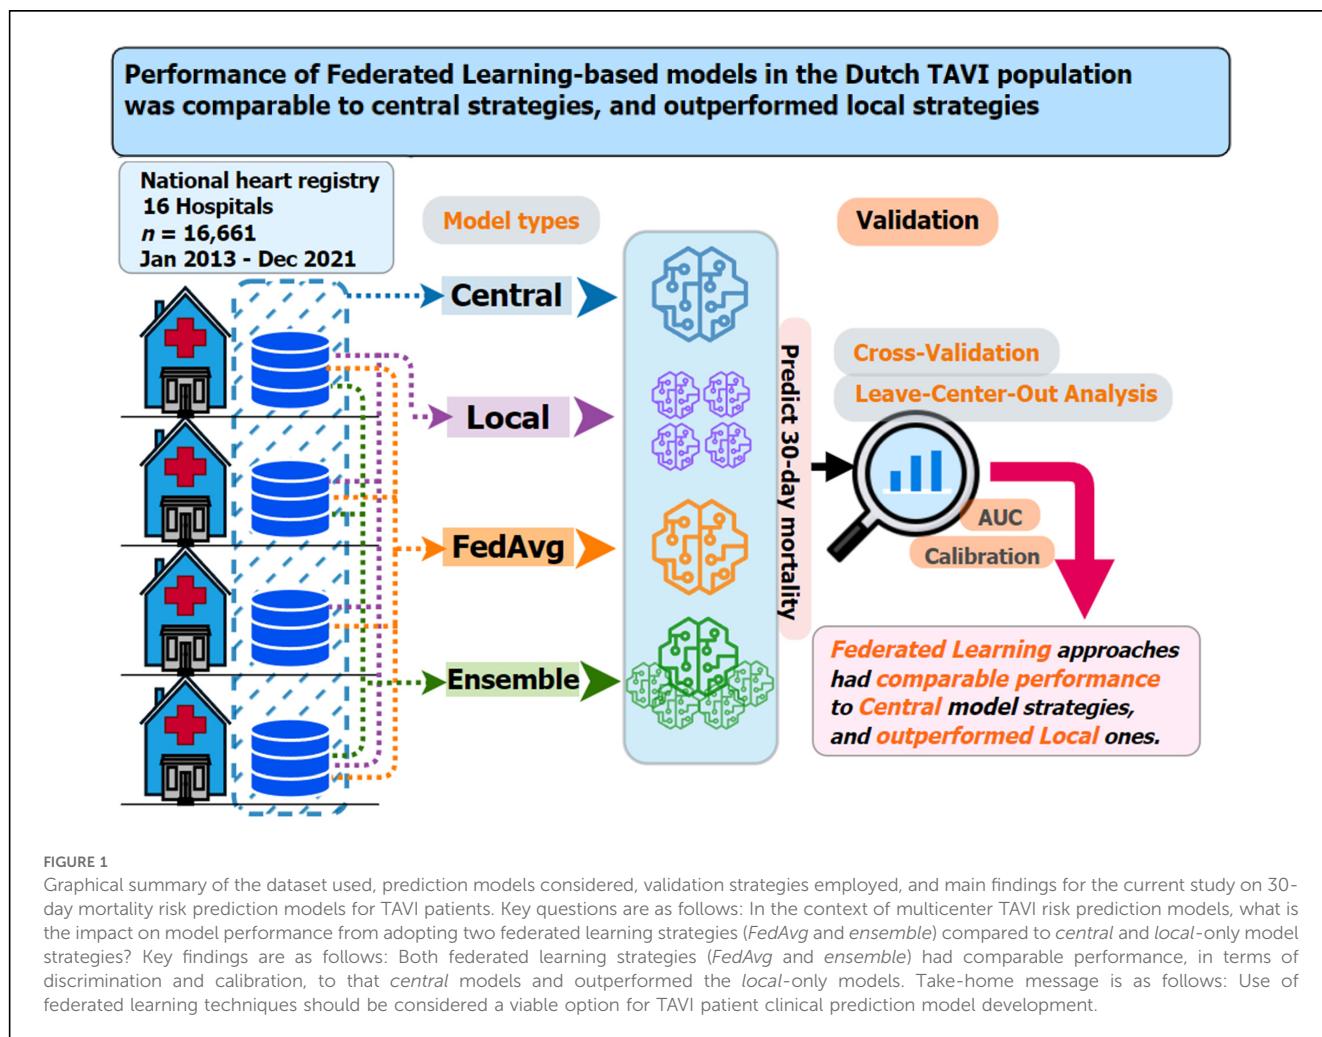 Performance of Federated Learning-based models in the Dutch TAVI population
was comparable to central strategies, and outperformed local strategies
National heart registry
16 Hospitals
n = 16,661
Jan 2013 - Dec 2021
Model types
Validation
Central
Local
FedAvg
Ensemble
Predict 30-day mortality
Cross-Validation
Leave-Center-Out Analysis
AUC
Calibration
Federated Learning approaches
had comparable performance
to Central model strategies,
and outperformed Local ones.
FIGURE 1
Graphical summary of the dataset used, prediction models considered, validation strategies employed, and main findings for the current study on 30-
day mortality risk prediction models for TAVI patients. Key questions are as follows: In the context of multicenter TAVI risk prediction models, what is
the impact on model performance from adopting two federated learning strategies (FedAvg and ensemble) compared to central and local-only model
strategies? Key findings are as follows: Both federated learning strategies (FedAvg and ensemble) had comparable performance, in terms of
discrimination and calibration, to that central models and outperformed the local-only models. Take-home message is as follows: Use of
federated learning techniques should be considered a viable option for TAVI patient clinical prediction model development.